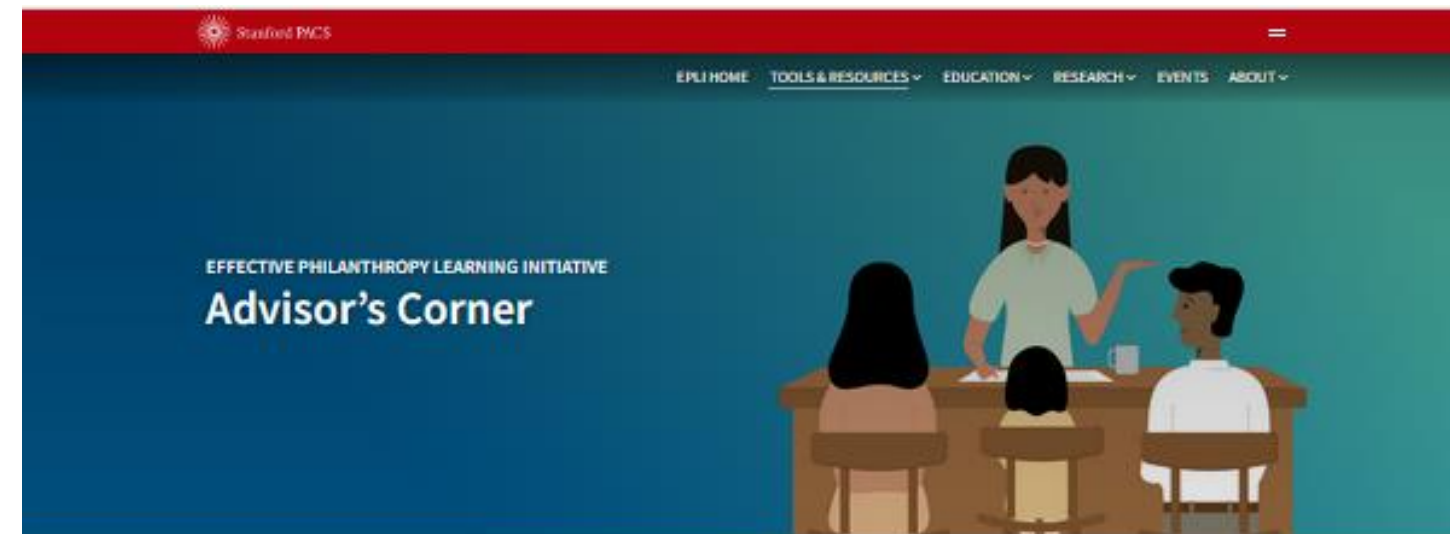 Stanford PACS
EPLI HOME TOOLS & RESOURCES EDUCATION RESEARCH EVENTS ABOUT
EFFECTIVE PHILANTHROPY LEARNING INITIATIVE
Advisor's Corner